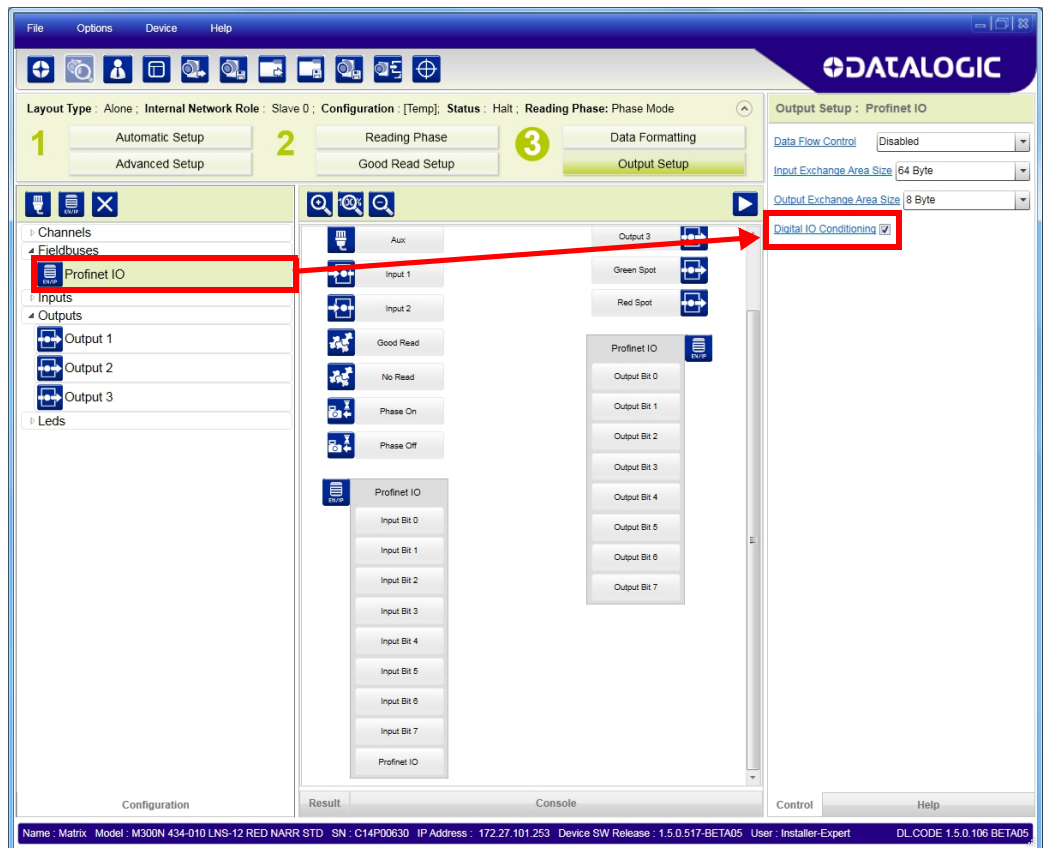 File Options Device Help
DATALOGIC
Layout Type : Alone ; Internal Network Role : Slave 0 ; Configuration : [Temp]; Status : Halt ; Reading Phase: Phase Mode
1 Automatic Setup 2 Reading Phase 3 Data Formatting
Advanced Setup Good Read Setup Output Setup
Output Setup : Profinet IO
Data Flow Control Disabled
Input Exchange Area Size 64 Byte
Output Exchange Area Size 8 Byte
Digital IO Conditioning
EN/IP
Channels
Fieldbuses
EN/IP Profinet IO
Inputs
Outputs
Output 1
Output 2
Output 3
Leds
100%
Aux
Input 1
Input 2
Good Read
No Read
Phase On
Phase Off
EN/IP Profinet IO
Input Bit 0
Input Bit 1
Input Bit 2
Input Bit 3
Input Bit 4
Input Bit 5
Input Bit 6
Input Bit 7
Profinet IO
Output 3
Green Spot
Red Spot
Profinet IO EN/IP
Output Bit 0
Output Bit 1
Output Bit 2
Output Bit 3
Output Bit 4
Output Bit 5
Output Bit 6
Output Bit 7
Configuration
Result Console
Control Help
Name : Matrix Model : M300N 434-010 LNS-12 RED NARR STD SN : C14P00630 IP Address : 172.27.101.253 Device SW Release : 1.5.0.517-BETA05 User : Installer-Expert DL.CODE 1.5.0.106 BETA05